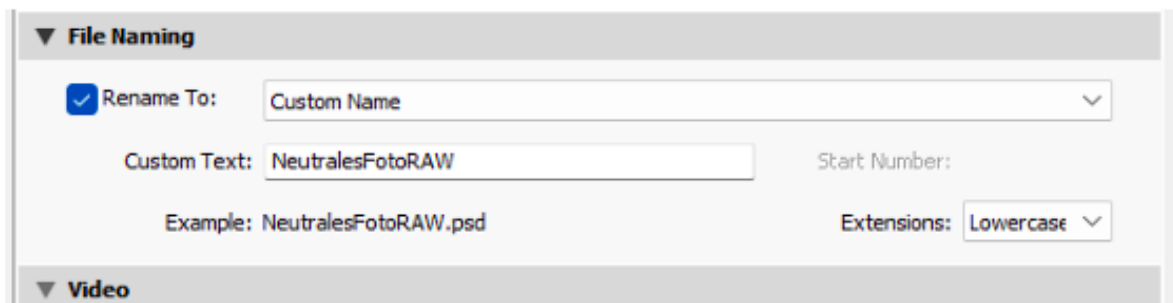 File Naming
Rename To: Custom Name
Custom Text: NeutralesFotoRAW Start Number:
Example: NeutralesFotoRAW.psd Extensions: Lowercase
Video